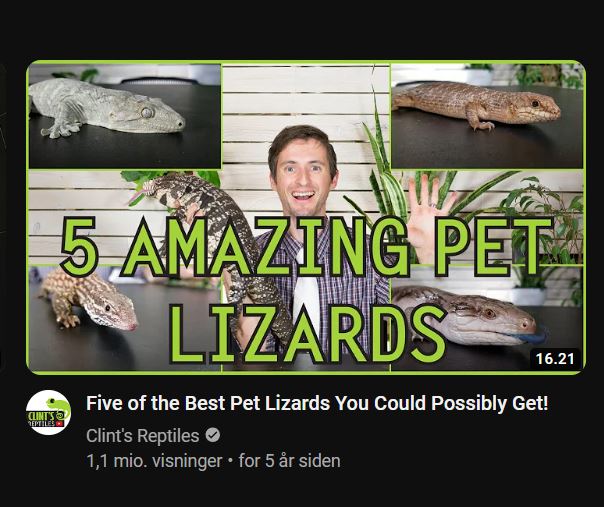 5 AMAZING PET
LIZARDS
16.21
CLINT'S
REPTILES
Five of the Best Pet Lizards You Could Possibly Get!
Clint's Reptiles
1,1 mio. visninger • for 5 år siden